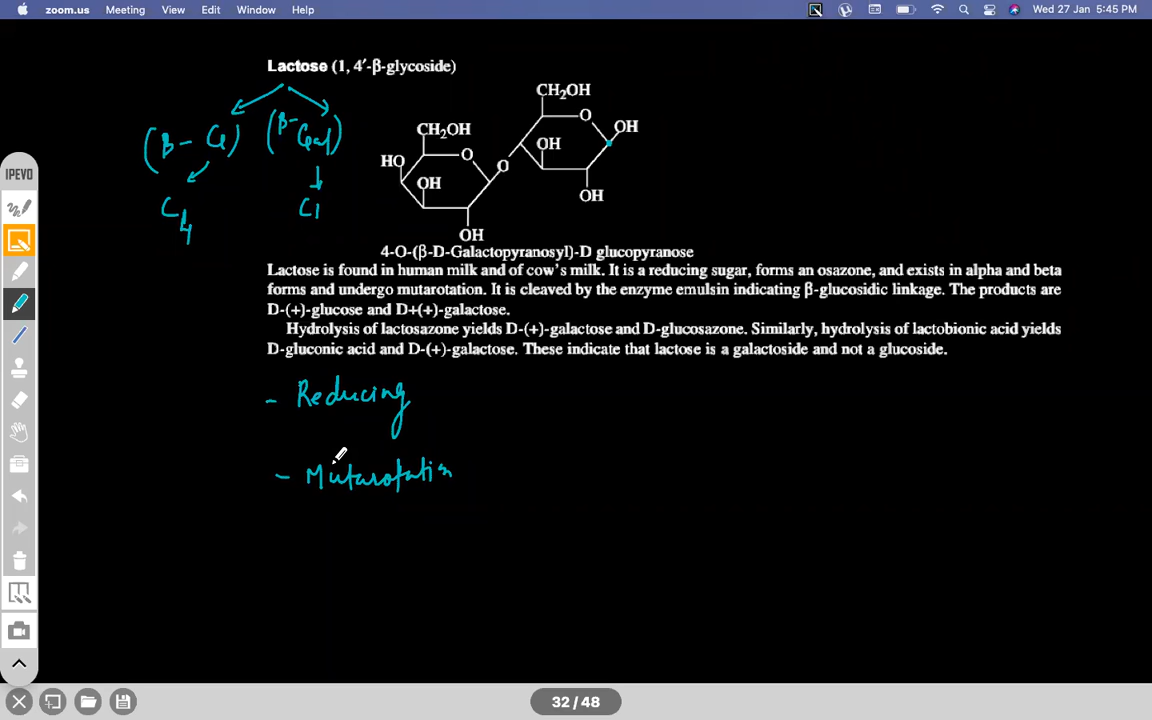 zoom.us Meeting View Edit Window Help Wed 27 Jan 5:45 PM
Lactose (1, 4′-β-glycoside)
(β - Gl) (β- Gal)
C4 C1
CH₂OH
OH
O
CH₂OH
OH
HO
O
O
OH
OH
OH
4-O-(β-D-Galactopyranosyl)-D glucopyranose
Lactose is found in human milk and of cow's milk. It is a reducing sugar, forms an osazone, and exists in alpha and beta
forms and undergo mutarotation. It is cleaved by the enzyme emulsin indicating β-glucosidic linkage. The products are
D-(+)-glucose and D+(+)-galactose.
Hydrolysis of lactosazone yields D-(+)-galactose and D-glucosazone. Similarly, hydrolysis of lactobionic acid yields
D-gluconic acid and D-(+)-galactose. These indicate that lactose is a galactoside and not a glucoside.
- Reducing
- Mutarotation
IPEVO
32 / 48